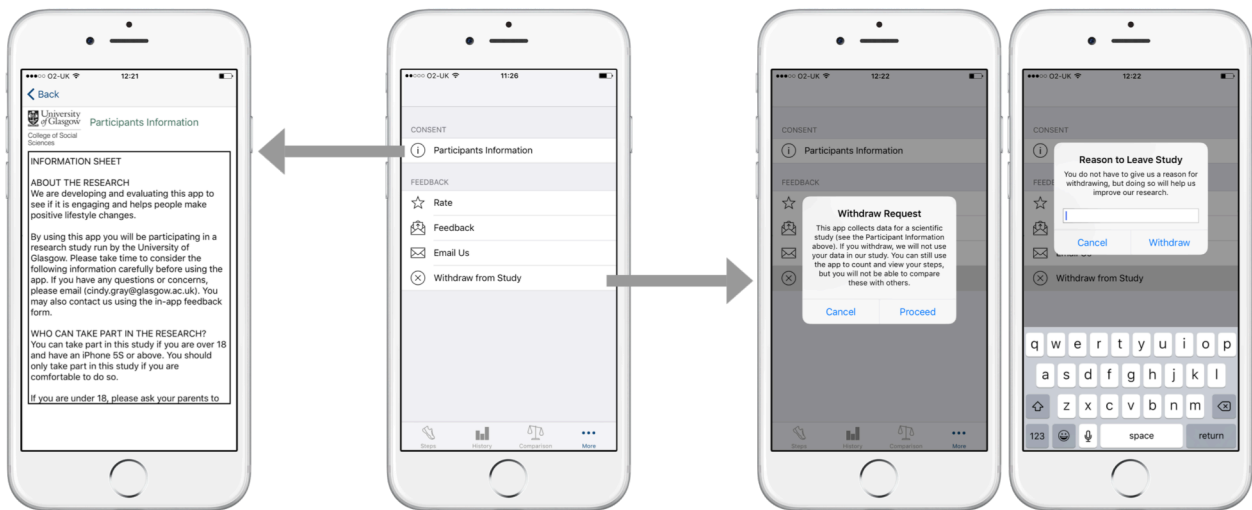 ●●●○○ O2-UK 12:21
Back
University
of Glasgow
College of Social
Sciences
Participants Information
INFORMATION SHEET
ABOUT THE RESEARCH
We are developing and evaluating this app to
see if it is engaging and helps people make
positive lifestyle changes.
By using this app you will be participating in a
research study run by the University of
Glasgow. Please take time to consider the
following information carefully before using the
app. If you have any questions or concerns,
please email (cindy.gray@glasgow.ac.uk). You
may also contact us using the in-app feedback
form.
WHO CAN TAKE PART IN THE RESEARCH?
You can take part in this study if you are over 18
and have an iPhone 5S or above. You should
only take part in this study if you are
comfortable to do so.
If you are under 18, please ask your parents to
●●○○○ O2-UK 11:26
CONSENT
Participants Information
FEEDBACK
Rate
Feedback
Email Us
Withdraw from Study
Steps History Comparison More
●●●○○ O2-UK 12:22
CONSENT
Participants Information
FEEDBACK
Withdraw Request
This app collects data for a scientific
study (see the Participant Information
above). If you withdraw, we will not use
your data in our study. You can still use
the app to count and view your steps,
but you will not be able to compare
these with others.
Cancel Proceed
Steps History Comparison More
●●●○○ O2-UK 12:22
CONSENT
Reason to Leave Study
You do not have to give us a reason for
withdrawing, but doing so will help us
improve our research.
Cancel Withdraw
Email Us
Withdraw from Study
q w e r t y u i o p
a s d f g h j k l
z x c v b n m
123 space return